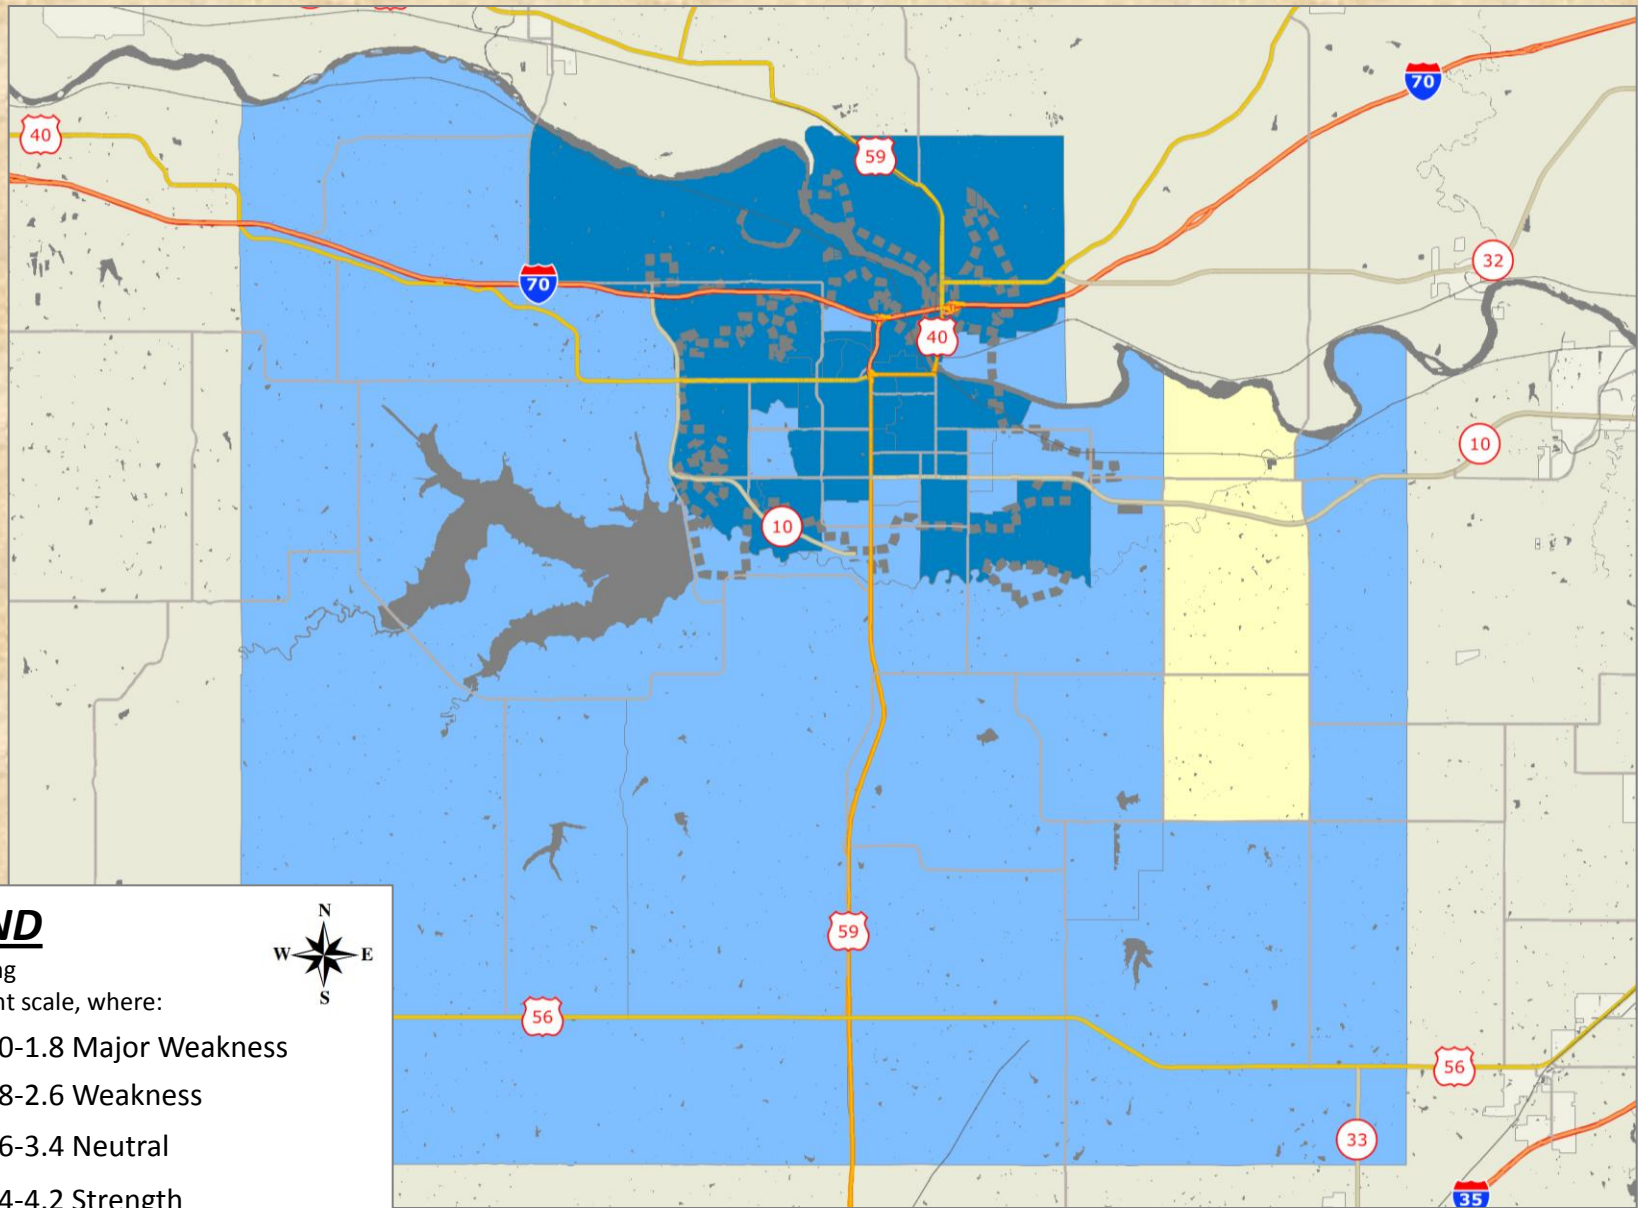 70
40
59
32
70
40
10
10
59
N
W E
S
ND
ng
nt scale, where:
0-1.8 Major Weakness
8-2.6 Weakness
6-3.4 Neutral
4-4.2 Strength
56
56
33
35